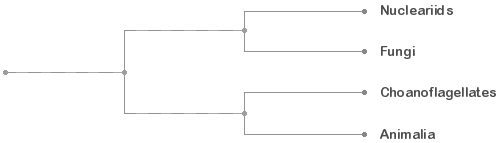 Nucleariids
Fungi
Choanoflagellates
Animalia